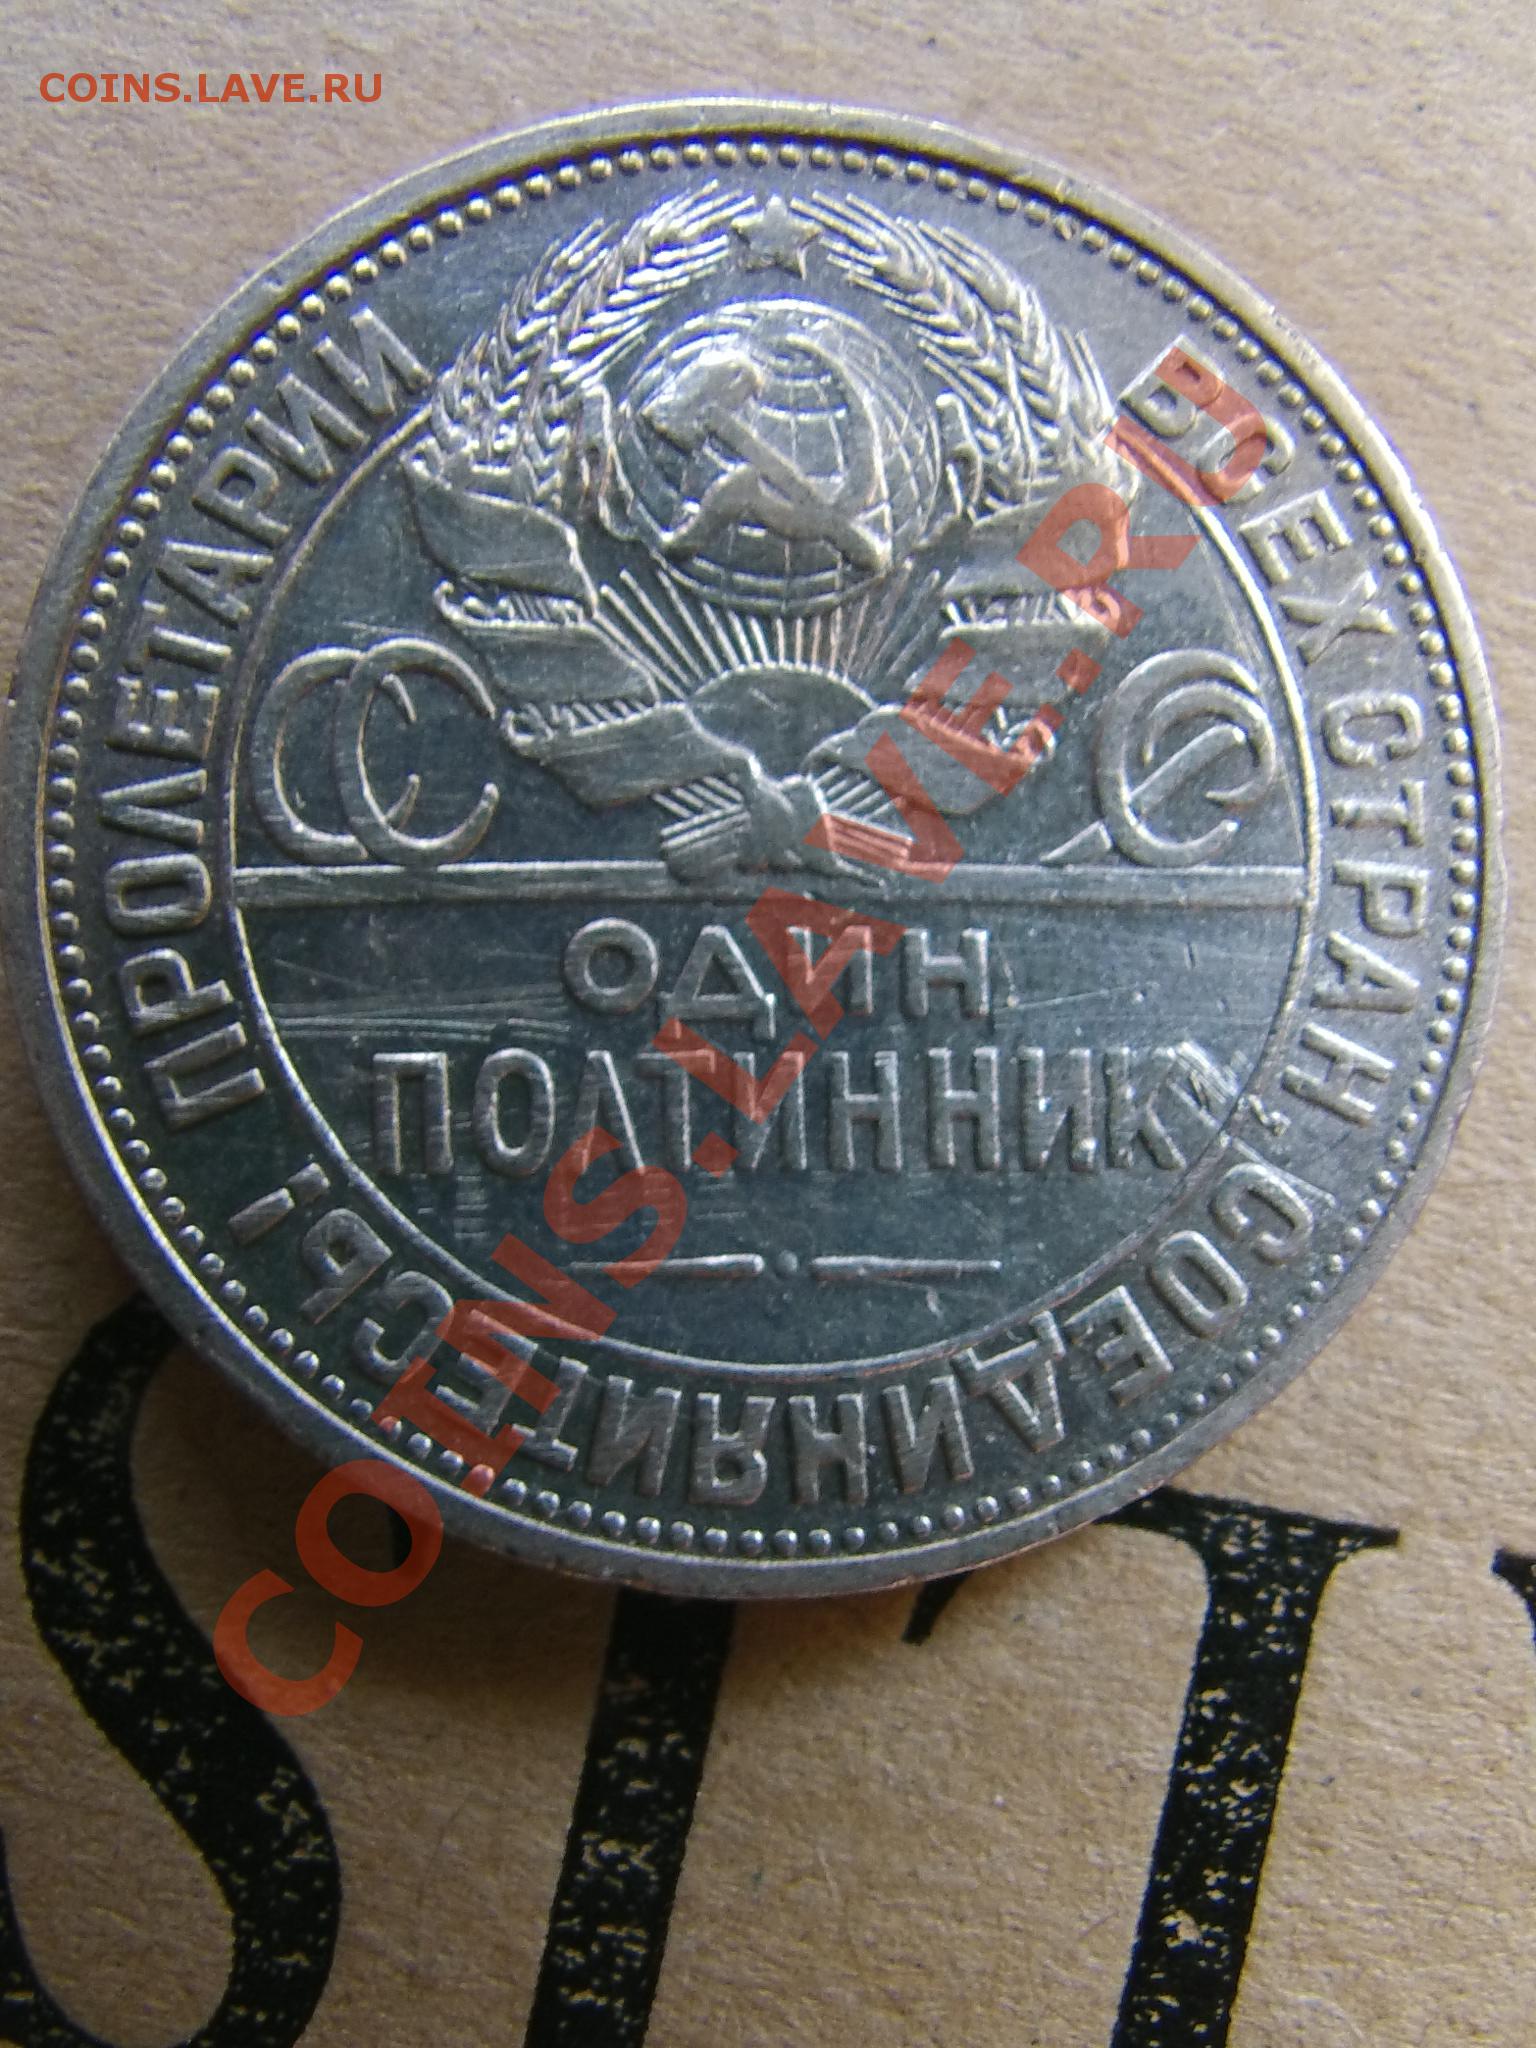 COINS.LAVE.RU
ПРОЛЕТАРИИ ВСЕХ СТРАН, СОЕДИНЯЙТЕСЬ!
СССР
ОДИН
ПОЛТИННИК
COINS.LAVE.RU